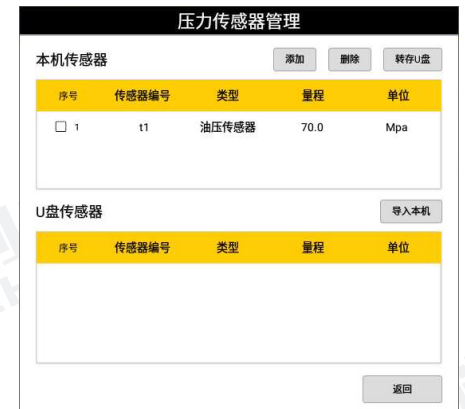 压力传感器管理
本机传感器 添加 删除 转存U盘
序号 传感器编号 类型 量程 单位
1 t1 油压传感器 70.0 Mpa
U盘传感器 导入本机
序号 传感器编号 类型 量程 单位
返回